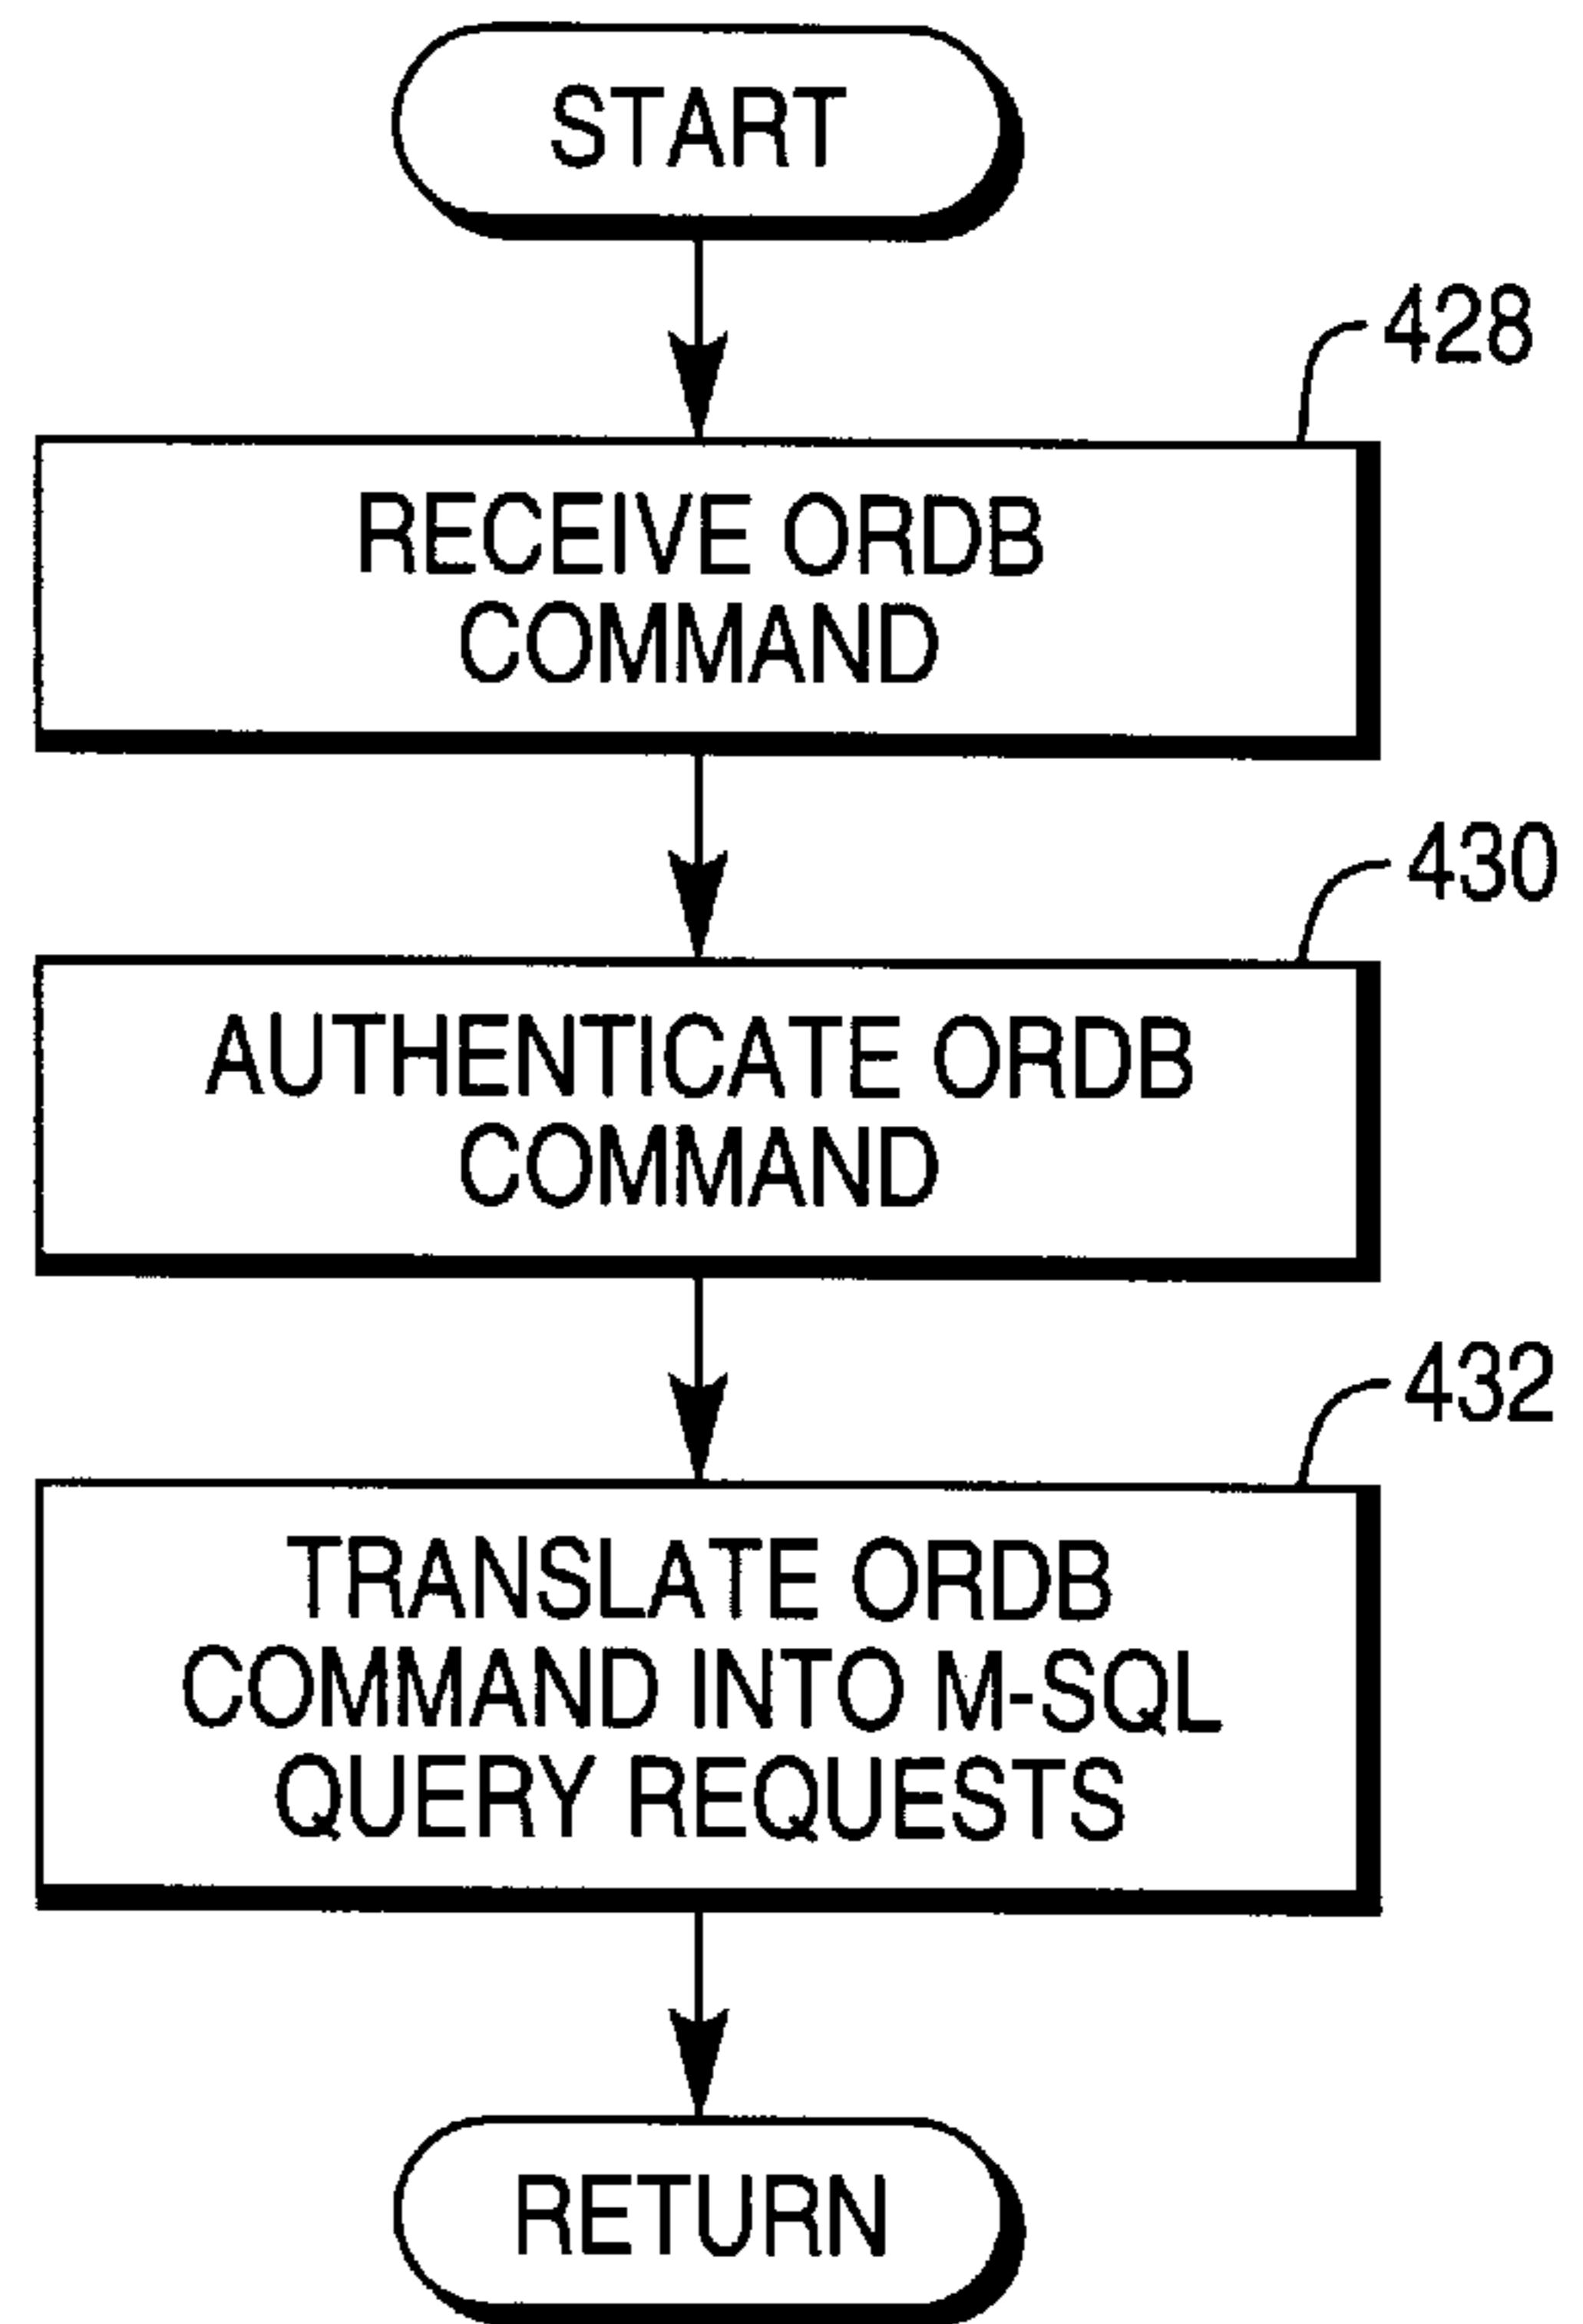 START
428
RECEIVE ORDB
COMMAND
430
AUTHENTICATE ORDB
COMMAND
432
TRANSLATE ORDB
COMMAND INTO M-SQL
QUERY REQUESTS
RETURN